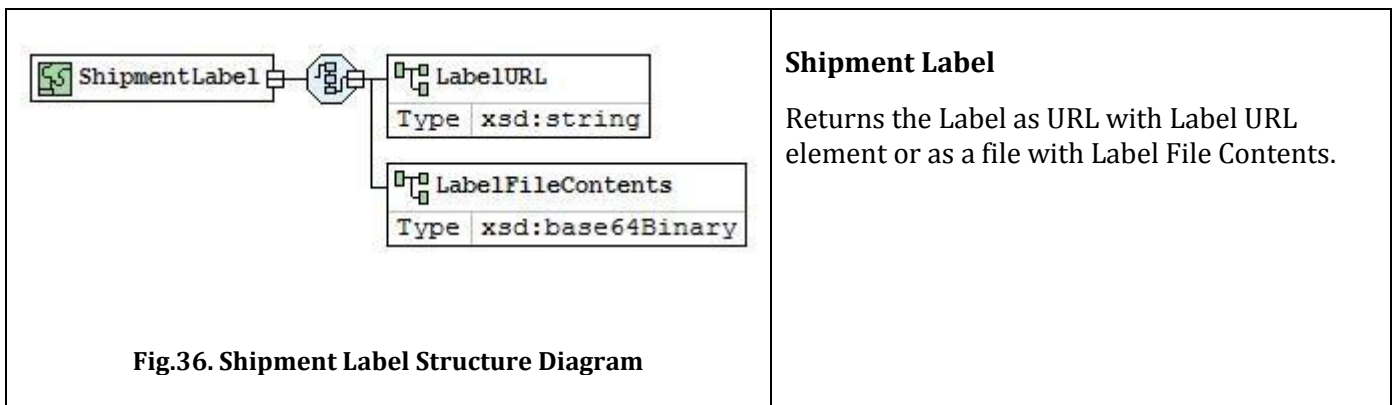 ShipmentLabel
LabelURL
Type xsd:string
LabelFileContents
Type xsd:base64Binary
Fig.36. Shipment Label Structure Diagram
Shipment Label
Returns the Label as URL with Label URL
element or as a file with Label File Contents.